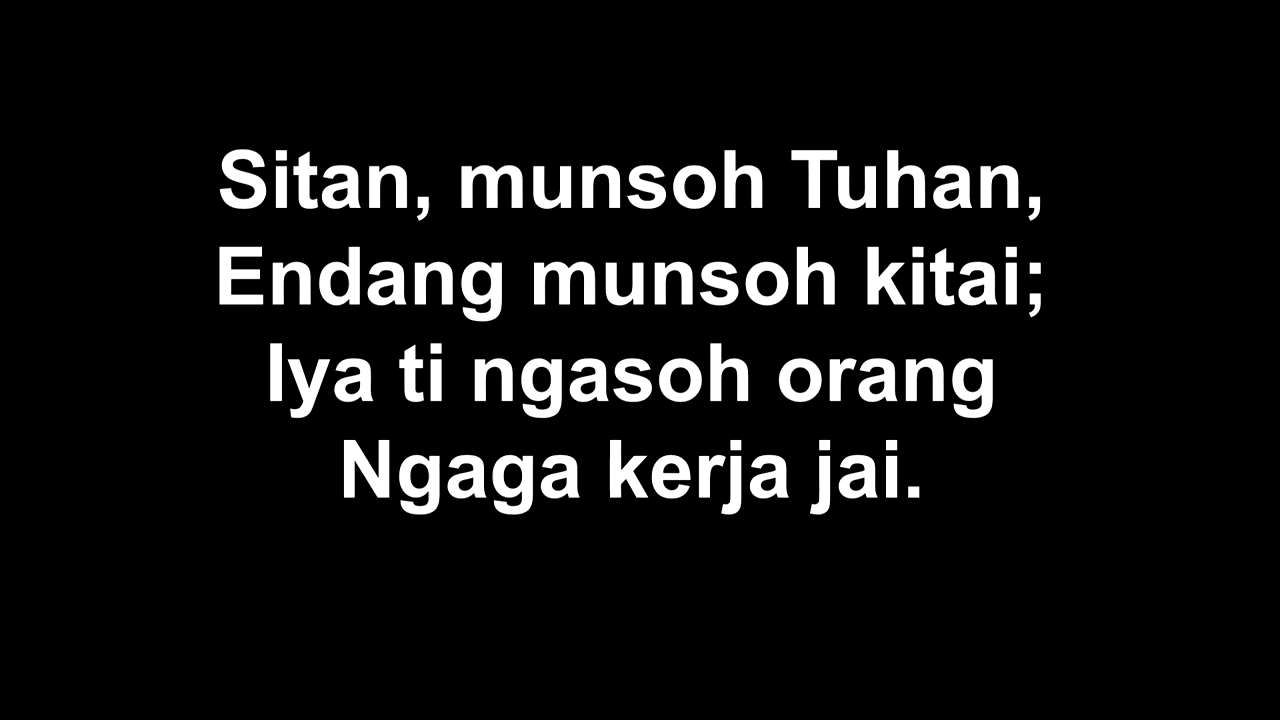 Sitan, munsoh Tuhan,
Endang munsoh kitai;
Iya ti ngasoh orang
Ngaga kerja jai.